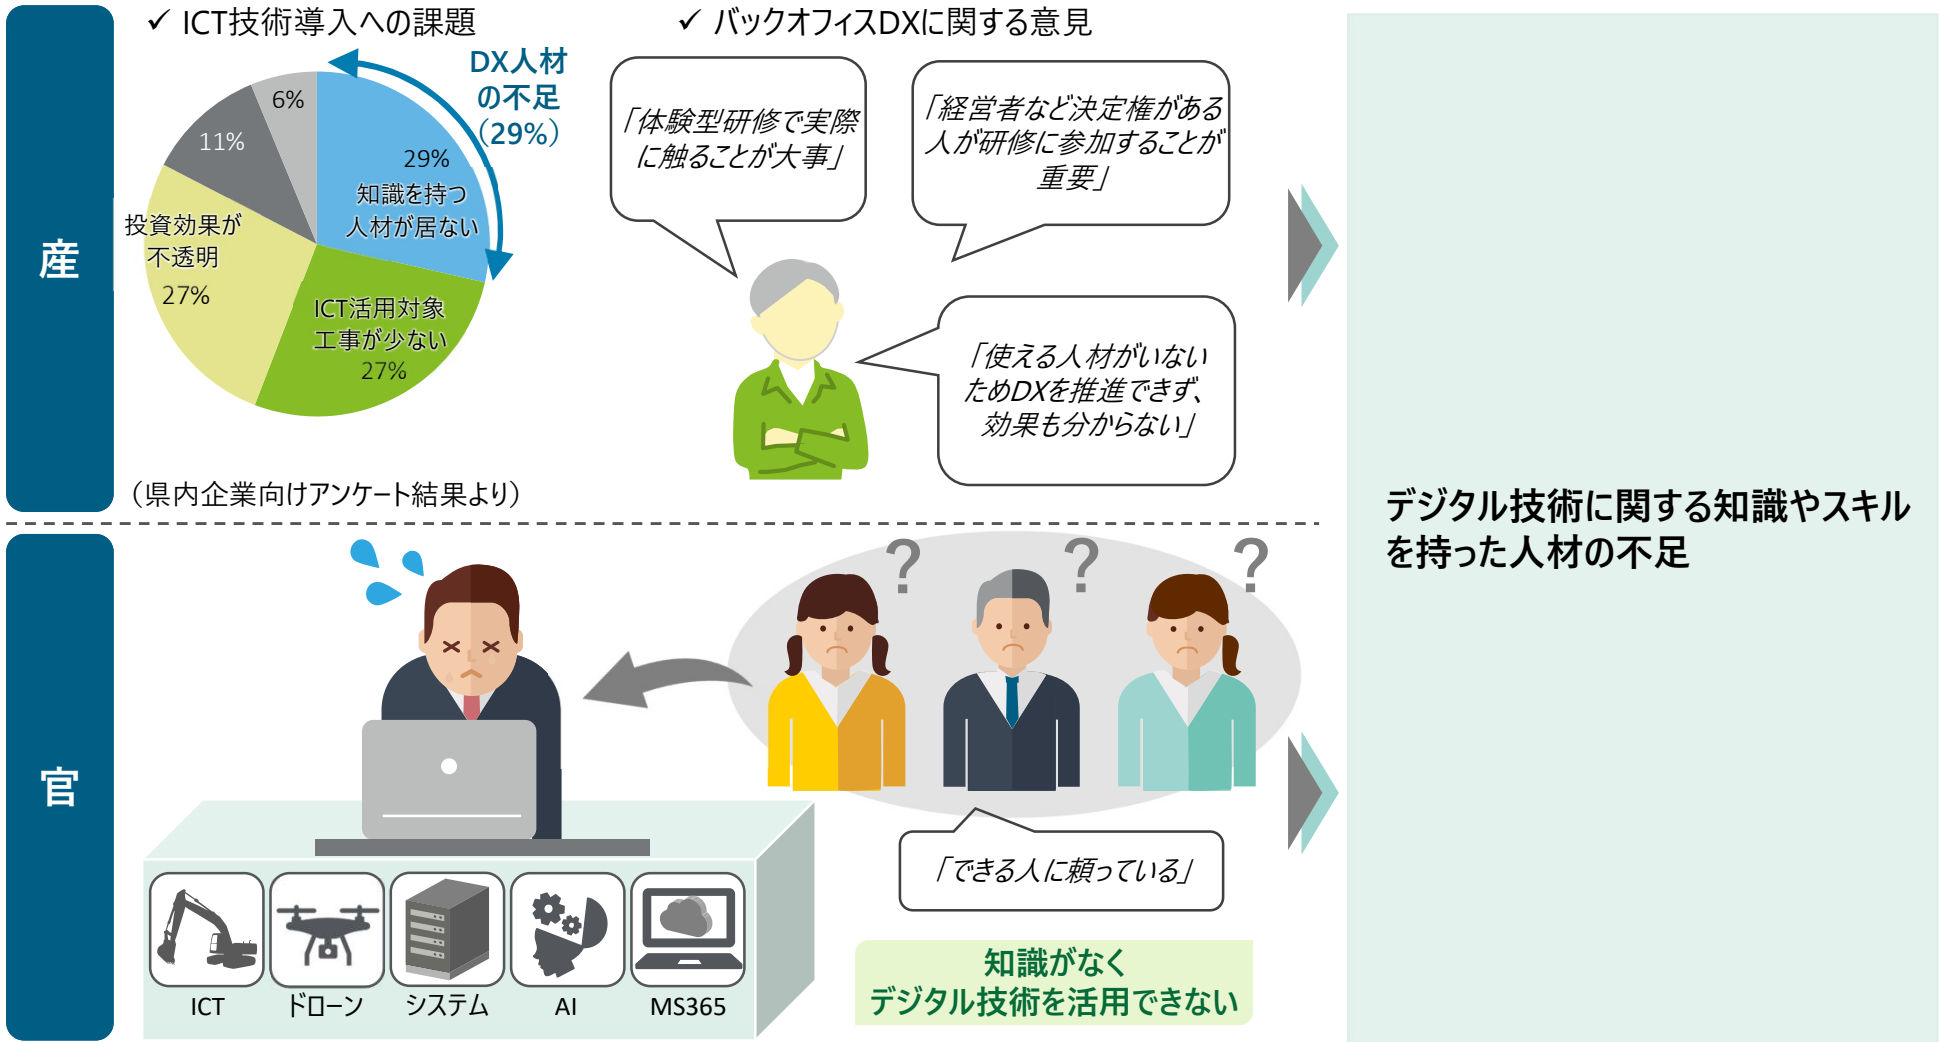 産
✓ ICT技術導入への課題
DX人材
の不足
（29%）
6%
11%
29%
知識を持つ
人材が居ない
投資効果が
不透明
27%
ICT活用対象
工事が少ない
27%
（県内企業向けアンケート結果より）
✓ バックオフィスDXに関する意見
「体験型研修で実際
に触ることが大事」
「経営者など決定権がある
人が研修に参加することが
重要」
「使える人材がいない
ためDXを推進できず、
効果も分からない」
官
?
?
?
「できる人に頼っている」
ICT
ドローン
システム
AI
MS365
知識がなく
デジタル技術を活用できない
デジタル技術に関する知識やスキル
を持った人材の不足